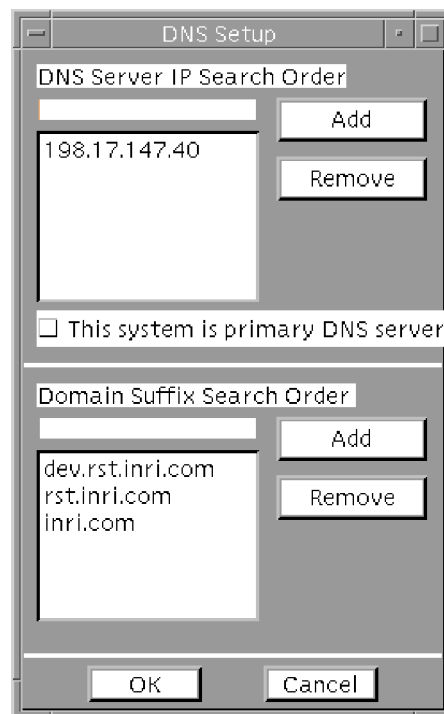 DNS Setup
DNS Server IP Search Order
Add
198.17.147.40
Remove
This system is primary DNS server
Domain Suffix Search Order
Add
dev.rst.inri.com
rst.inri.com
inri.com
Remove
OK
Cancel